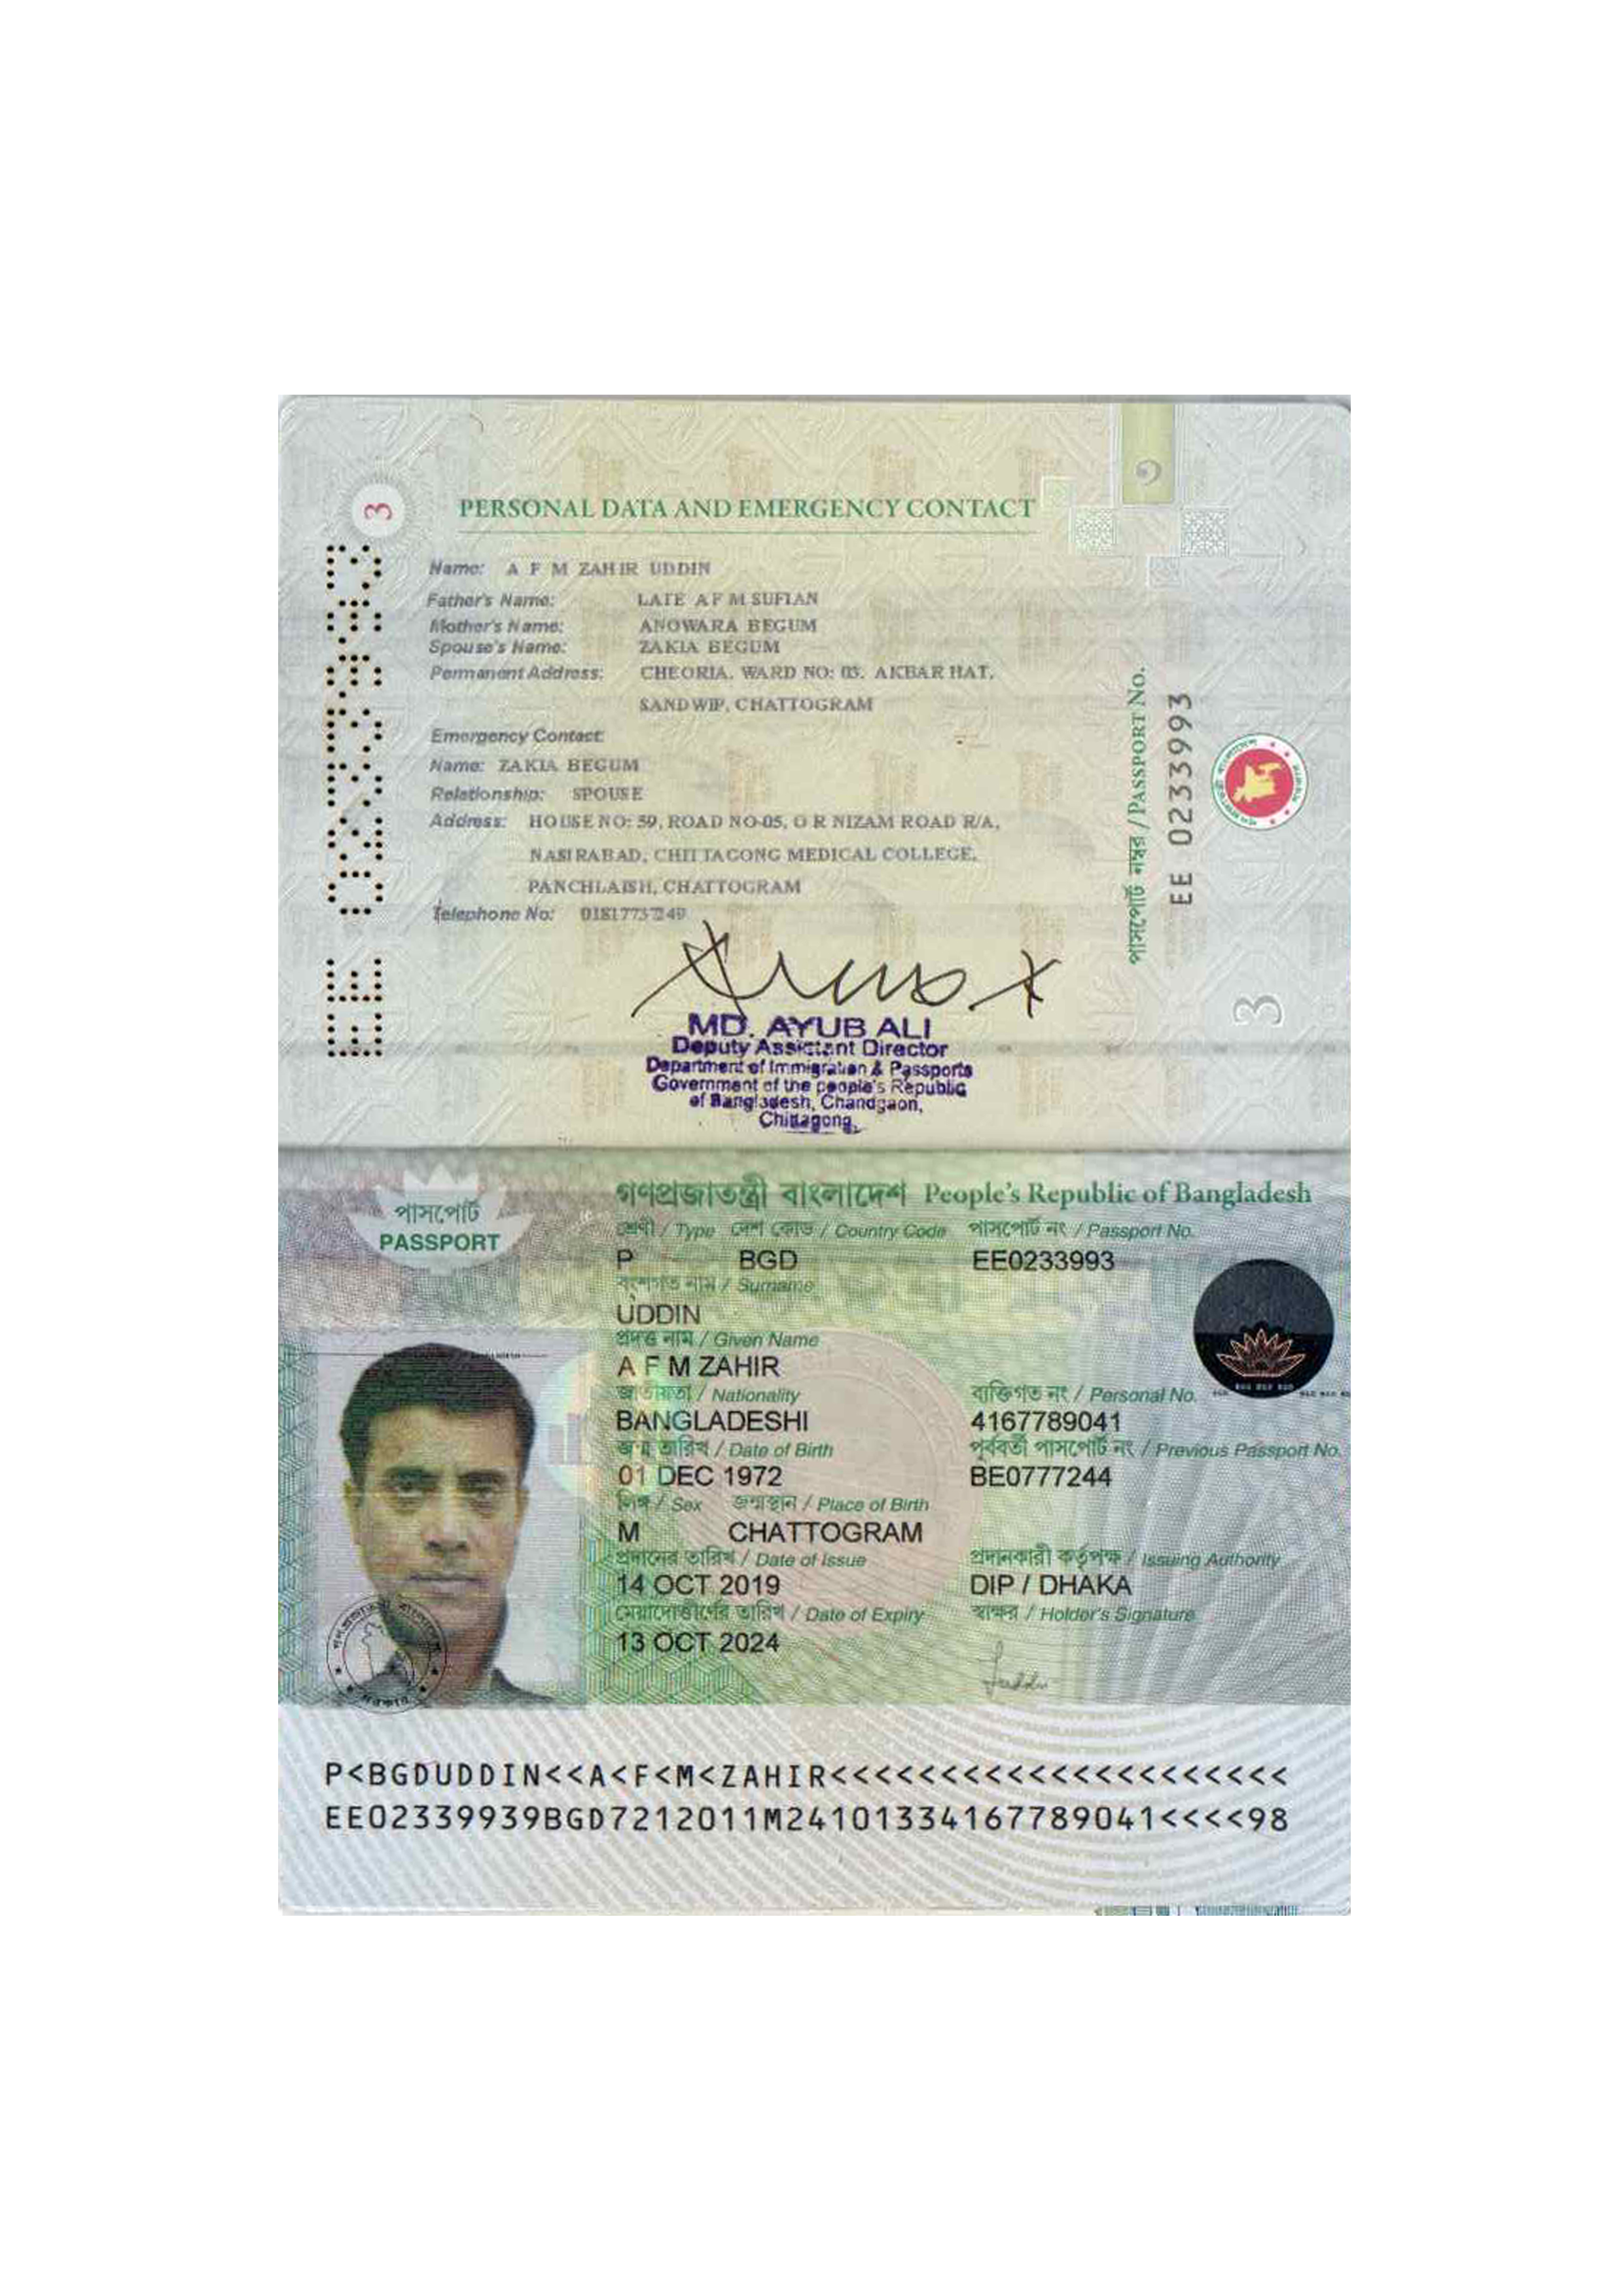 3
PERSONAL DATA AND EMERGENCY CONTACT
Name: A F M ZAHIR UDDIN
Father's Name: LATE A F M SUFIAN
Mother's Name: ANOWARA BEGUM
Spouse's Name: ZAKIA BEGUM
Permanent Address: CHEORIA, WARD NO: 03, AKBAR HAT,
SANDWIP, CHATTOGRAM
Emergency Contact:
Name: ZAKIA BEGUM
Relationship: SPOUSE
Address: HOUSE NO: 59, ROAD NO-05, O R NIZAM ROAD R/A,
NASIRABAD, CHITTAGONG MEDICAL COLLEGE,
PANCHLAISH, CHATTOGRAM
Telephone No:
MD. AYUB ALI
Deputy Assistant Director
Department of Immigration & Passports
Government of the people's Republic
of Bangladesh, Chandgaon,
Chittagong.
EE 0233993
পাসপোর্ট নম্বর / PASSPORT No.
EE 0233993
3
পাসপোর্ট
PASSPORT
গণপ্রজাতন্ত্রী বাংলাদেশ People's Republic of Bangladesh
শ্রেণী / Type দেশ কোড / Country Code পাসপোর্ট নং / Passport No.
P BGD EE0233993
বংশগত নাম / Surname
UDDIN
প্রদত্ত নাম / Given Name
A F M ZAHIR
জাতীয়তা / Nationality ব্যক্তিগত নং / Personal No.
BANGLADESHI 4167789041
জন্ম তারিখ / Date of Birth পূর্ববর্তী পাসপোর্ট নং / Previous Passport No.
01 DEC 1972 BE0777244
লিঙ্গ / Sex জন্মস্থান / Place of Birth
M CHATTOGRAM
প্রদানের তারিখ / Date of Issue প্রদানকারী কর্তৃপক্ষ / Issuing Authority
14 OCT 2019 DIP / DHAKA
মেয়াদোত্তীর্ণের তারিখ / Date of Expiry স্বাক্ষর / Holder's Signature
13 OCT 2024
P<BGDUDDIN<<A<F<M<ZAHIR<<<<<<<<<<<<<<<<<<<<<
EE02339939BGD7212011M24101334167789041<<<<98